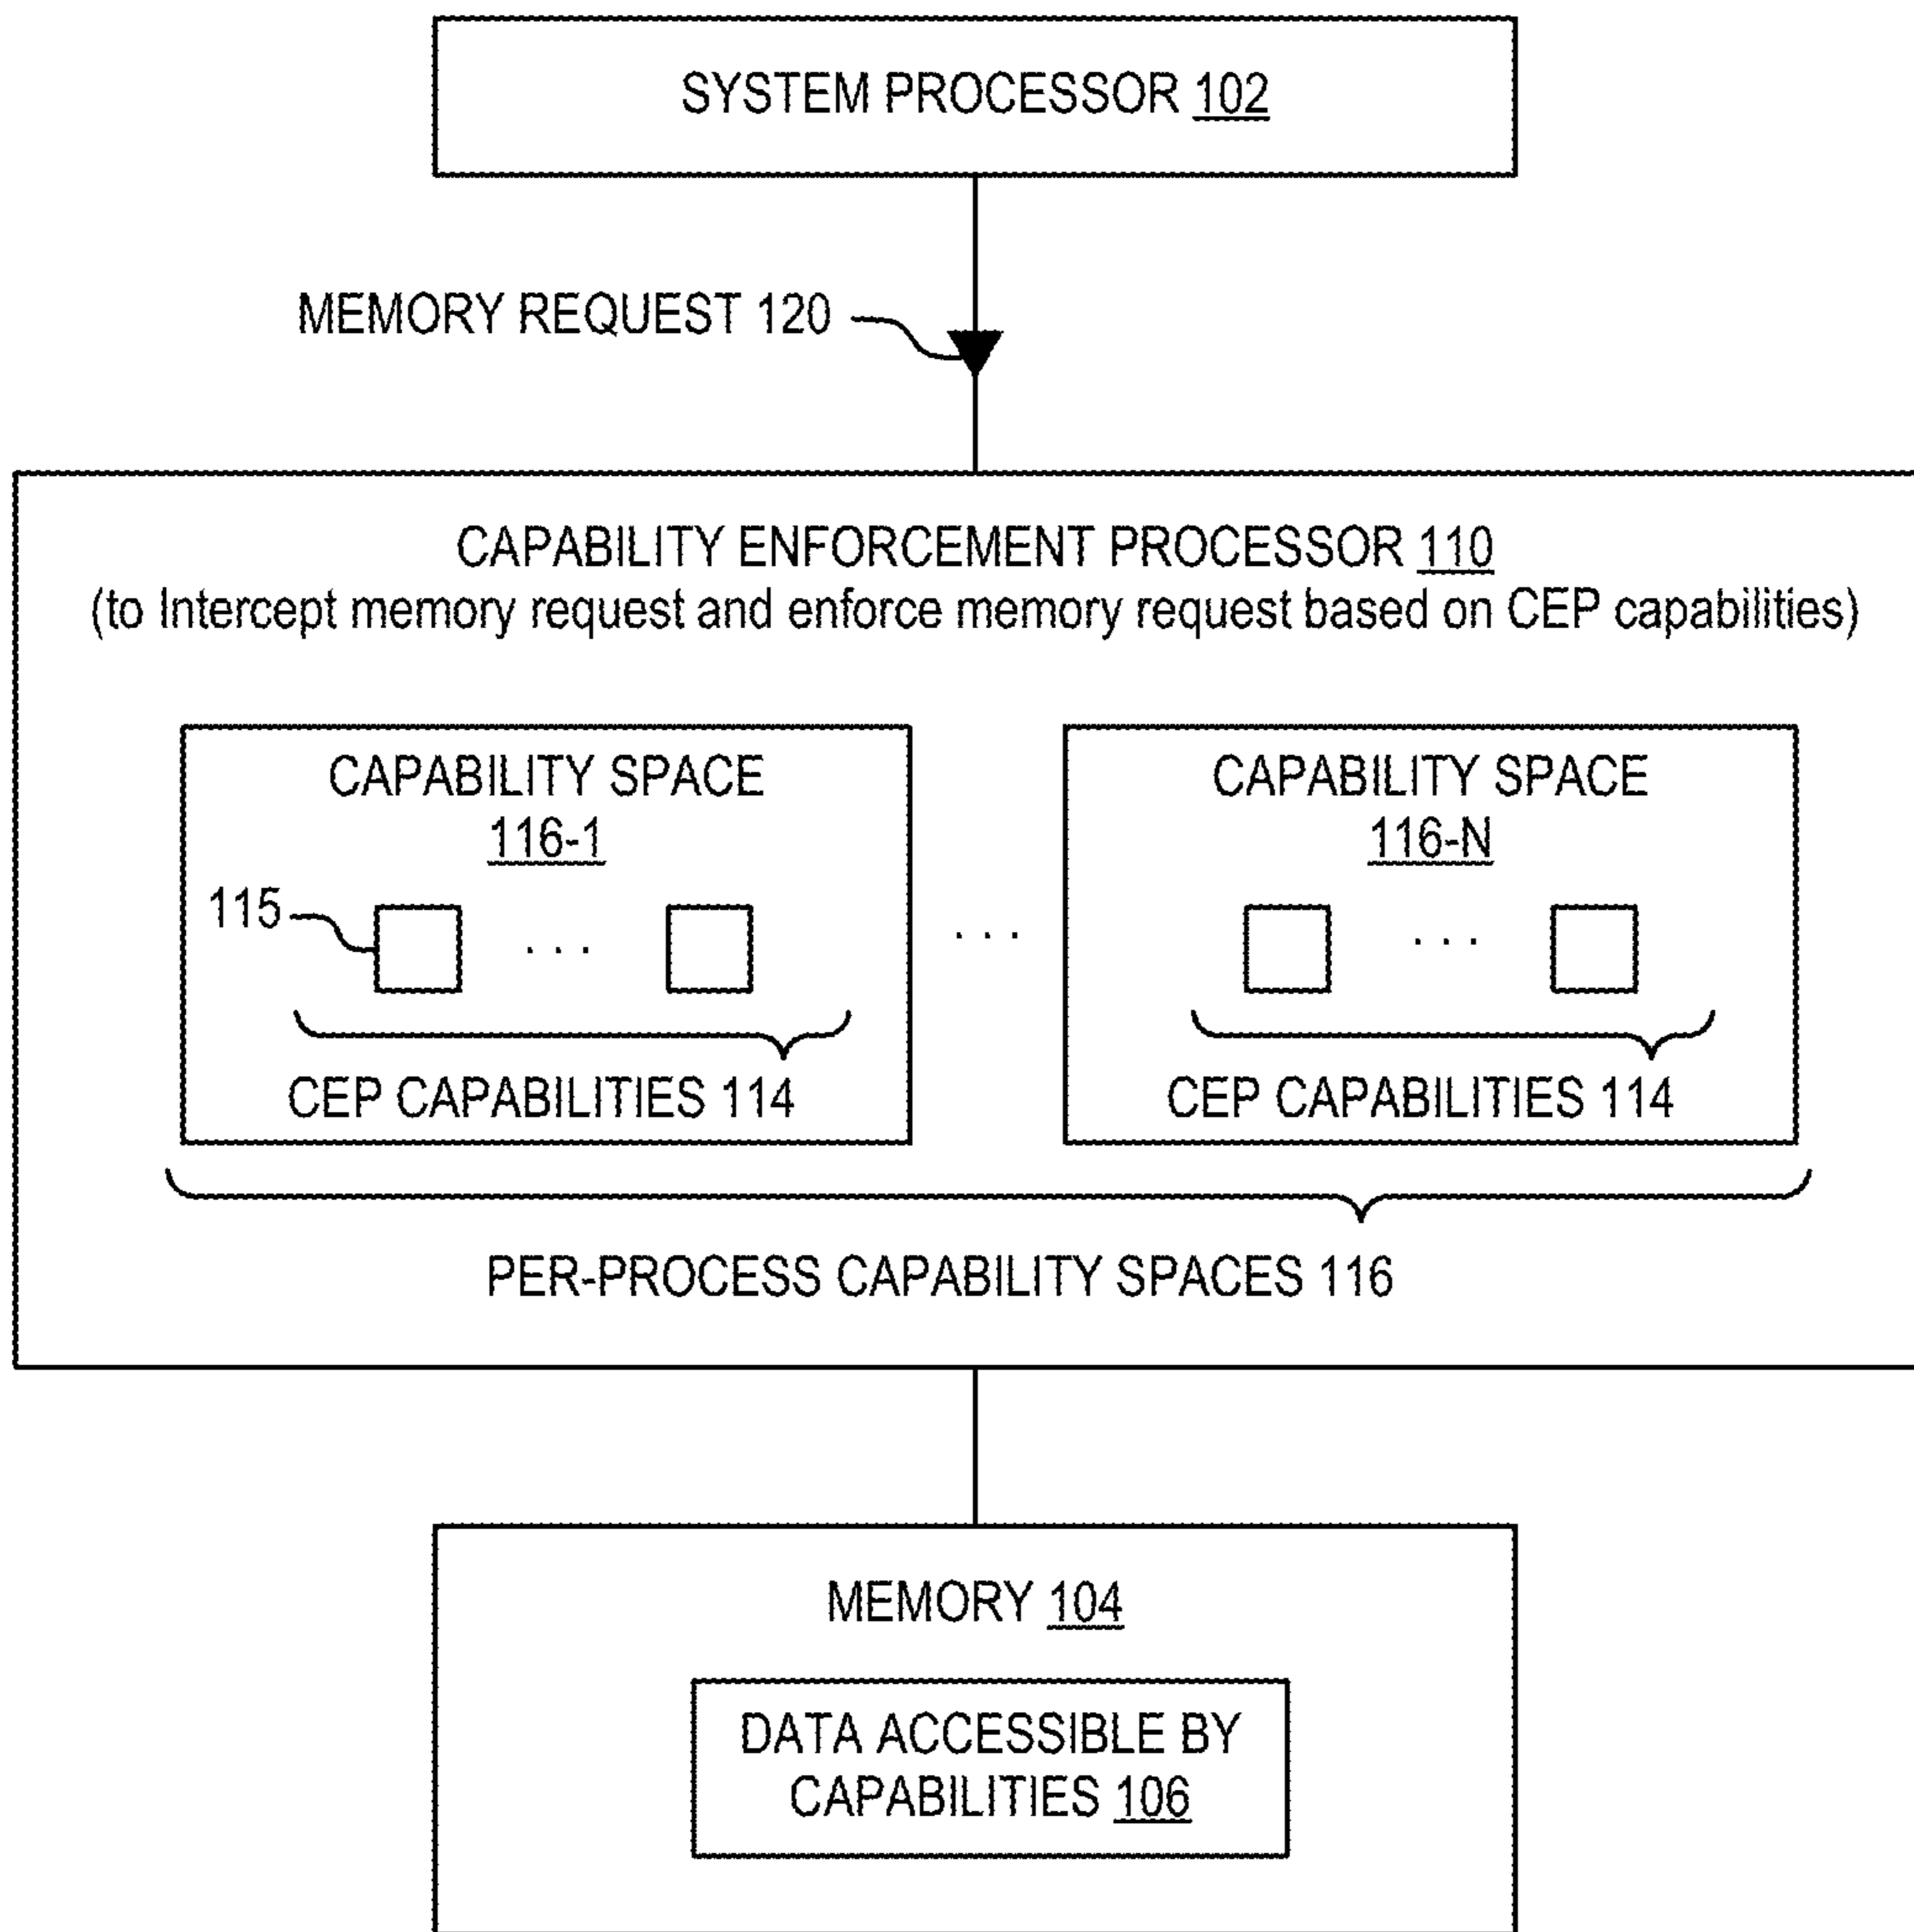 SYSTEM PROCESSOR 102
MEMORY REQUEST 120
CAPABILITY ENFORCEMENT PROCESSOR 110
(to Intercept memory request and enforce memory request based on CEP capabilities)
CAPABILITY SPACE
116-1
115
. . .
CEP CAPABILITIES 114
. . .
CAPABILITY SPACE
116-N
. . .
CEP CAPABILITIES 114
PER-PROCESS CAPABILITY SPACES 116
MEMORY 104
DATA ACCESSIBLE BY
CAPABILITIES 106